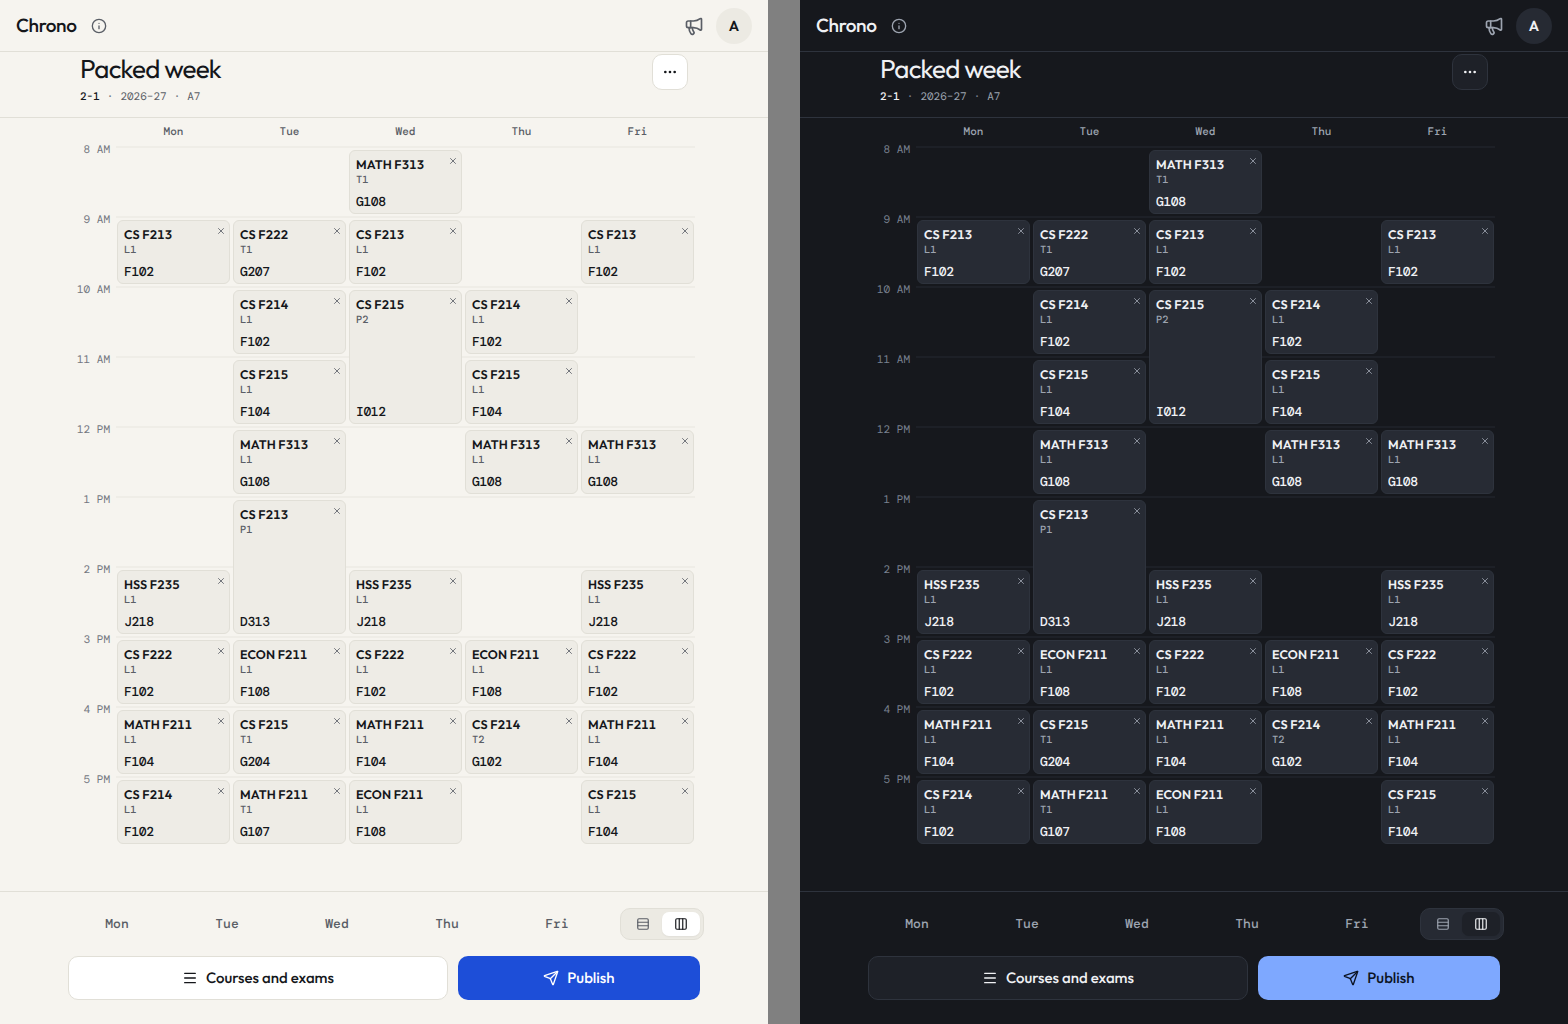 Chrono
A
Packed week
2-1 · 2026-27 · A7
Mon Tue Wed Thu Fri
8 AM
MATH F313
T1
G108
9 AM
CS F213 CS F222 CS F213 CS F213
L1 T1 L1 L1
F102 G207 F102 F102
10 AM
CS F214 CS F215 CS F214
L1 P2 L1
F102 F102
11 AM
CS F215 CS F215
L1 L1
F104 I012 F104
12 PM
MATH F313 MATH F313 MATH F313
L1 L1 L1
G108 G108 G108
1 PM
CS F213
P1
2 PM
HSS F235 HSS F235 HSS F235
L1 L1 L1
J218 D313 J218 J218
3 PM
CS F222 ECON F211 CS F222 ECON F211 CS F222
L1 L1 L1 L1 L1
F102 F108 F102 F108 F102
4 PM
MATH F211 CS F215 MATH F211 CS F214 MATH F211
L1 T1 L1 T2 L1
F104 G204 F104 G102 F104
5 PM
CS F214 MATH F211 ECON F211 CS F215
L1 T1 L1 L1
F102 G107 F108 F104
Mon Tue Wed Thu Fri
Courses and exams Publish
Chrono
A
Packed week
2-1 · 2026-27 · A7
Mon Tue Wed Thu Fri
8 AM
MATH F313
T1
G108
9 AM
CS F213 CS F222 CS F213 CS F213
L1 T1 L1 L1
F102 G207 F102 F102
10 AM
CS F214 CS F215 CS F214
L1 P2 L1
F102 F102
11 AM
CS F215 CS F215
L1 L1
F104 I012 F104
12 PM
MATH F313 MATH F313 MATH F313
L1 L1 L1
G108 G108 G108
1 PM
CS F213
P1
2 PM
HSS F235 HSS F235 HSS F235
L1 L1 L1
J218 D313 J218 J218
3 PM
CS F222 ECON F211 CS F222 ECON F211 CS F222
L1 L1 L1 L1 L1
F102 F108 F102 F108 F102
4 PM
MATH F211 CS F215 MATH F211 CS F214 MATH F211
L1 T1 L1 T2 L1
F104 G204 F104 G102 F104
5 PM
CS F214 MATH F211 ECON F211 CS F215
L1 T1 L1 L1
F102 G107 F108 F104
Mon Tue Wed Thu Fri
Courses and exams Publish